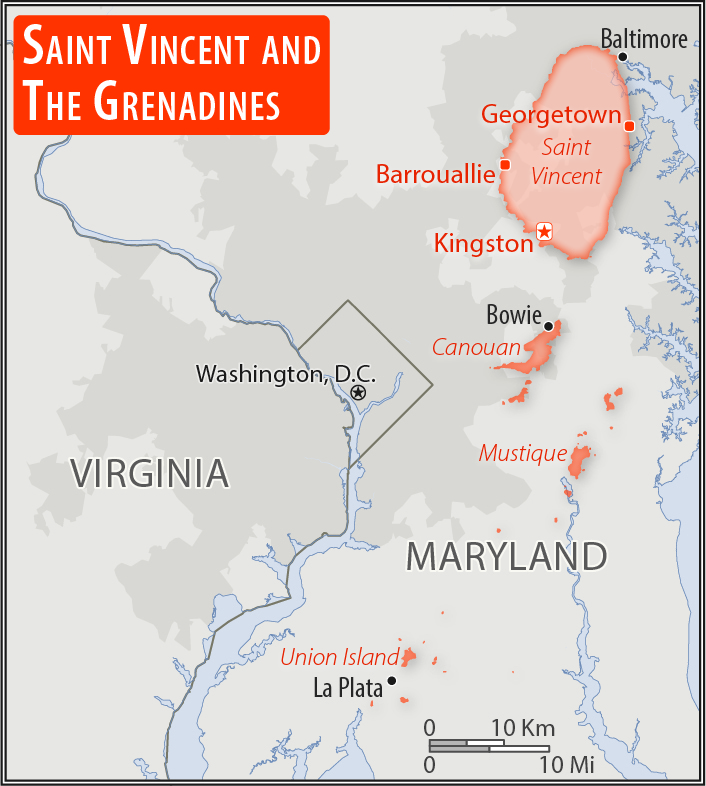 SAINT VINCENT AND
THE GRENADINES
Baltimore
Georgetown
Saint
Vincent
Barrouallie
Kingston
Bowie
Canouan
Washington, D.C.
Mustique
VIRGINIA
MARYLAND
Union Island
La Plata
0 10 Km
0 10 Mi